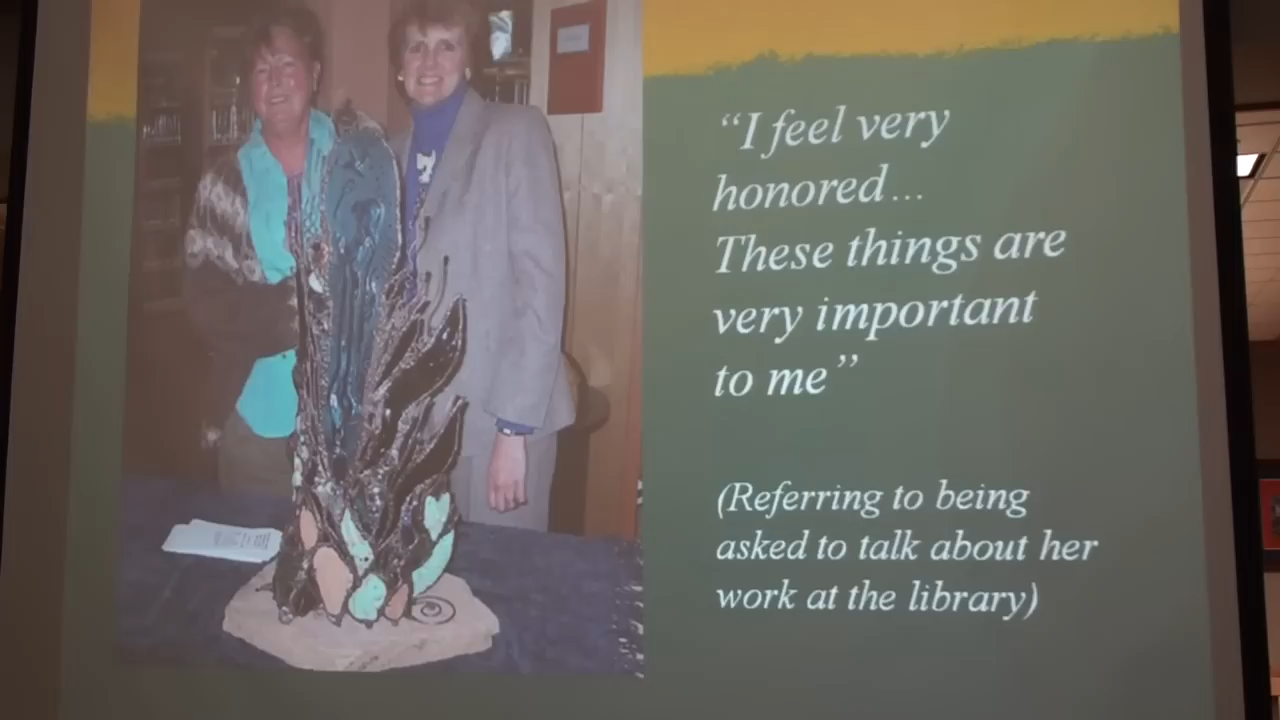 “I feel very
honored...
These things are
very important
to me”
(Referring to being
asked to talk about her
work at the library)